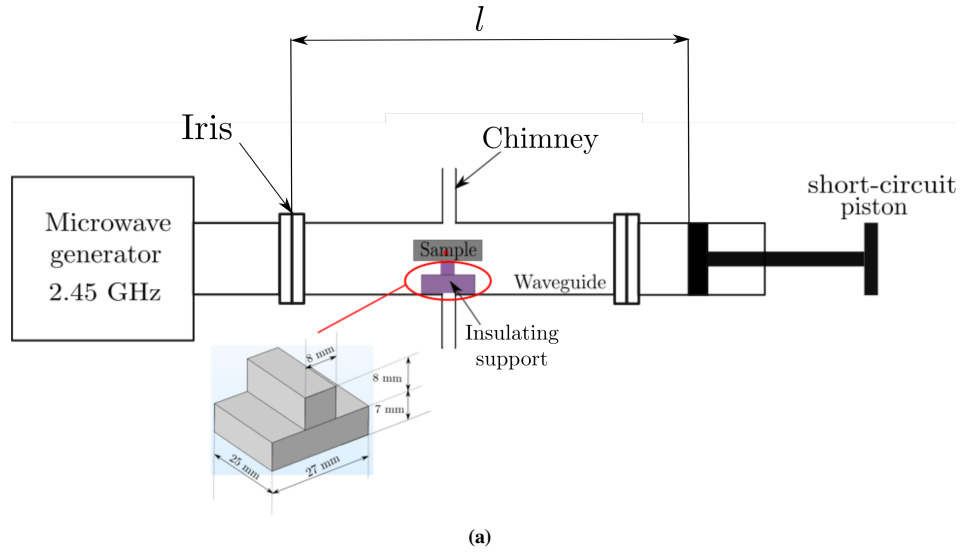 l
Iris
Chimney
short-circuit
piston
Microwave
generator
2.45 GHz
Sample
Waveguide
Insulating
support
8 mm
8 mm
7 mm
25 mm
27 mm
(a)